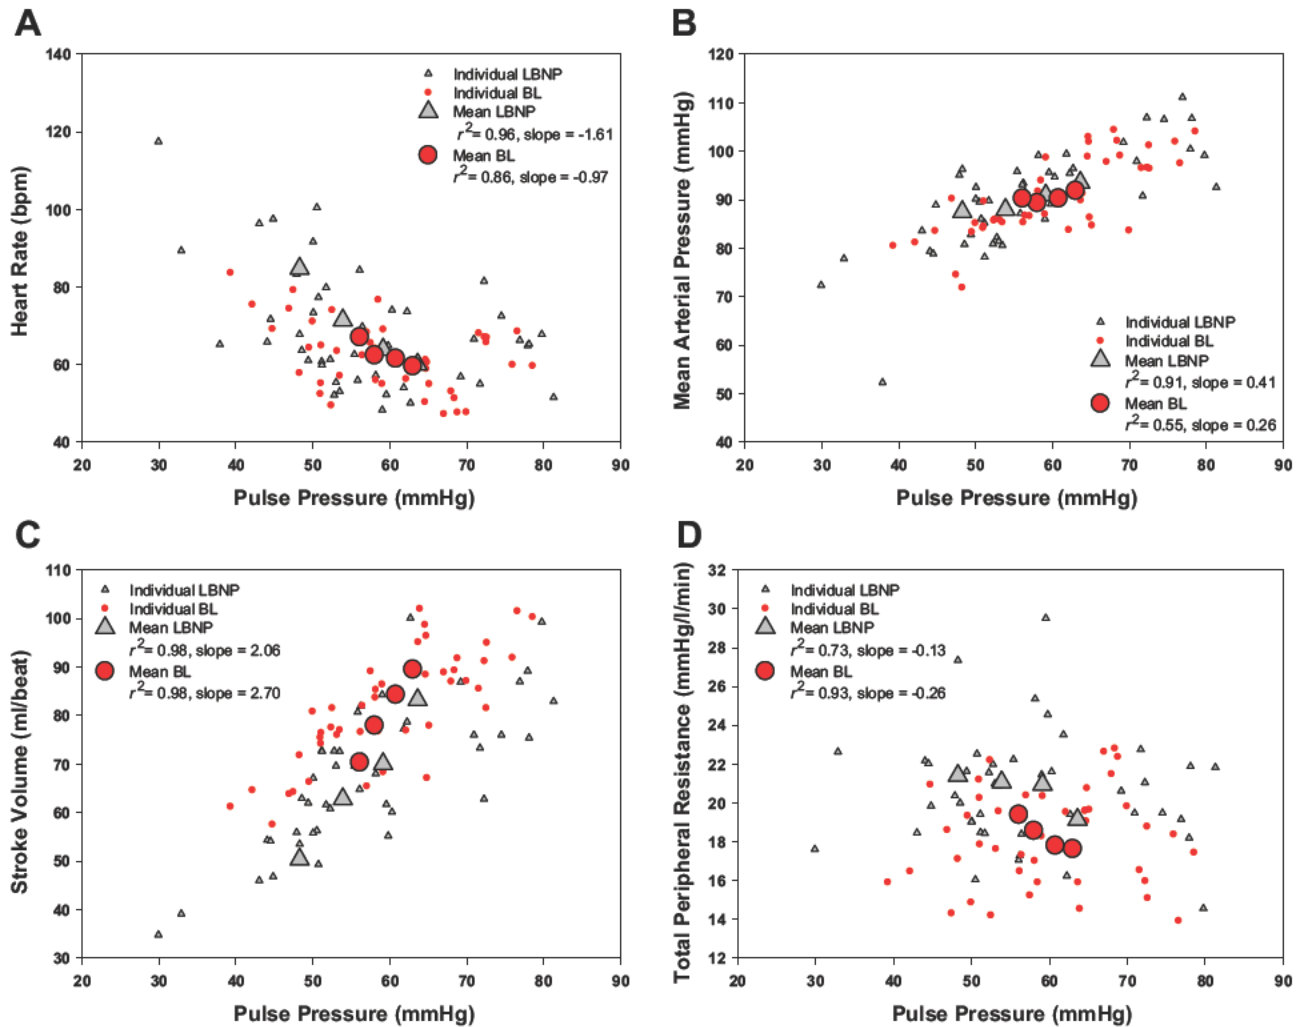 A
140
120
100
80
60
40
20 30 40 50 60 70 80 90
Heart Rate (bpm)
Pulse Pressure (mmHg)
Individual LBNP
Individual BL
Mean LBNP
r2= 0.96, slope = -1.61
Mean BL
r2= 0.86, slope = -0.97
B
120
110
100
90
80
70
60
50
40
20 30 40 50 60 70 80 90
Mean Arterial Pressure (mmHg)
Pulse Pressure (mmHg)
Individual LBNP
Individual BL
Mean LBNP
r2= 0.91, slope = 0.41
Mean BL
r2= 0.55, slope = 0.26
C
110
100
90
80
70
60
50
40
30
20 30 40 50 60 70 80 90
Stroke Volume (ml/beat)
Pulse Pressure (mmHg)
Individual LBNP
Individual BL
Mean LBNP
r2= 0.98, slope = 2.06
Mean BL
r2= 0.98, slope = 2.70
D
32
30
28
26
24
22
20
18
16
14
12
20 30 40 50 60 70 80 90
Total Peripheral Resistance (mmHg/l/min)
Pulse Pressure (mmHg)
Individual LBNP
Individual BL
Mean LBNP
r2= 0.73, slope = -0.13
Mean BL
r2= 0.93, slope = -0.26